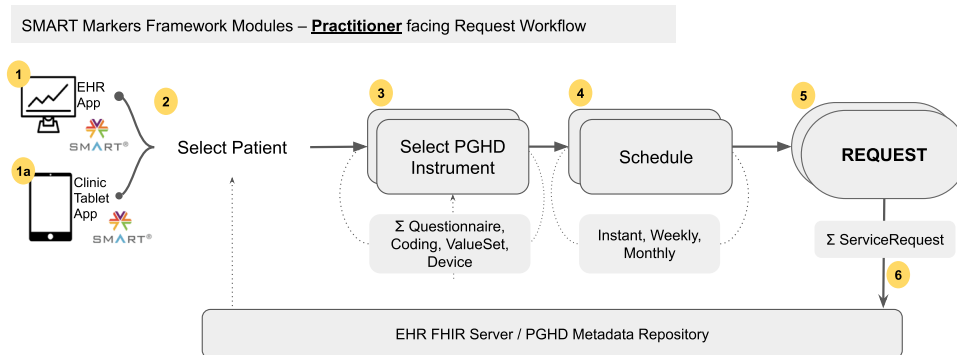 SMART Markers Framework Modules – Practitioner facing Request Workflow
1
EHR
App
SMART®
1a
Clinic
Tablet
App
SMART®
2
Select Patient
3
Select PGHD
Instrument
Σ Questionnaire,
Coding, ValueSet,
Device
4
Schedule
Instant, Weekly,
Monthly
5
REQUEST
Σ ServiceRequest
6
EHR FHIR Server / PGHD Metadata Repository